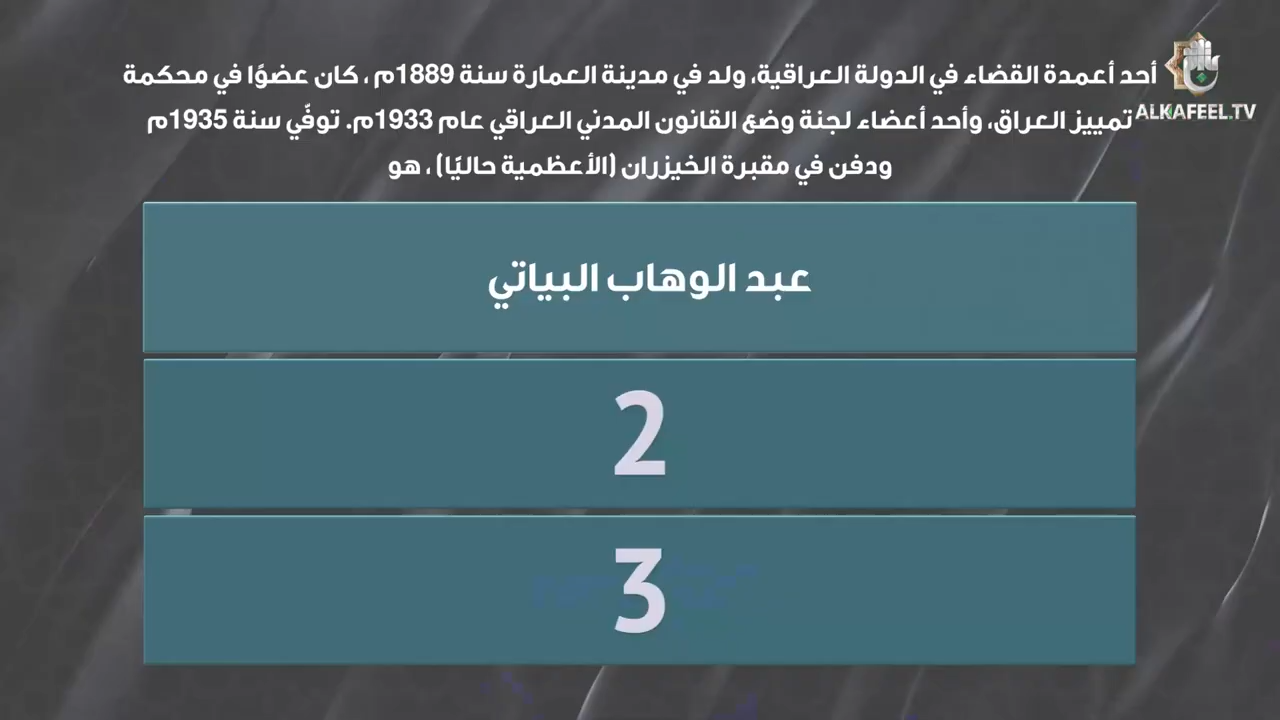 أحد أعمدة القضاء في الدولة العراقية، ولد في مدينة العمارة سنة 1889م ، كان عضوًا في محكمة
تمييز العراق، وأحد أعضاء لجنة وضع القانون المدني العراقي عام 1933م. توفّي سنة 1935م
ودفن في مقبرة الخيزران (الأعظمية حاليًا) ، هو
ALKAFEEL.TV
عبد الوهاب البياتي
2
3